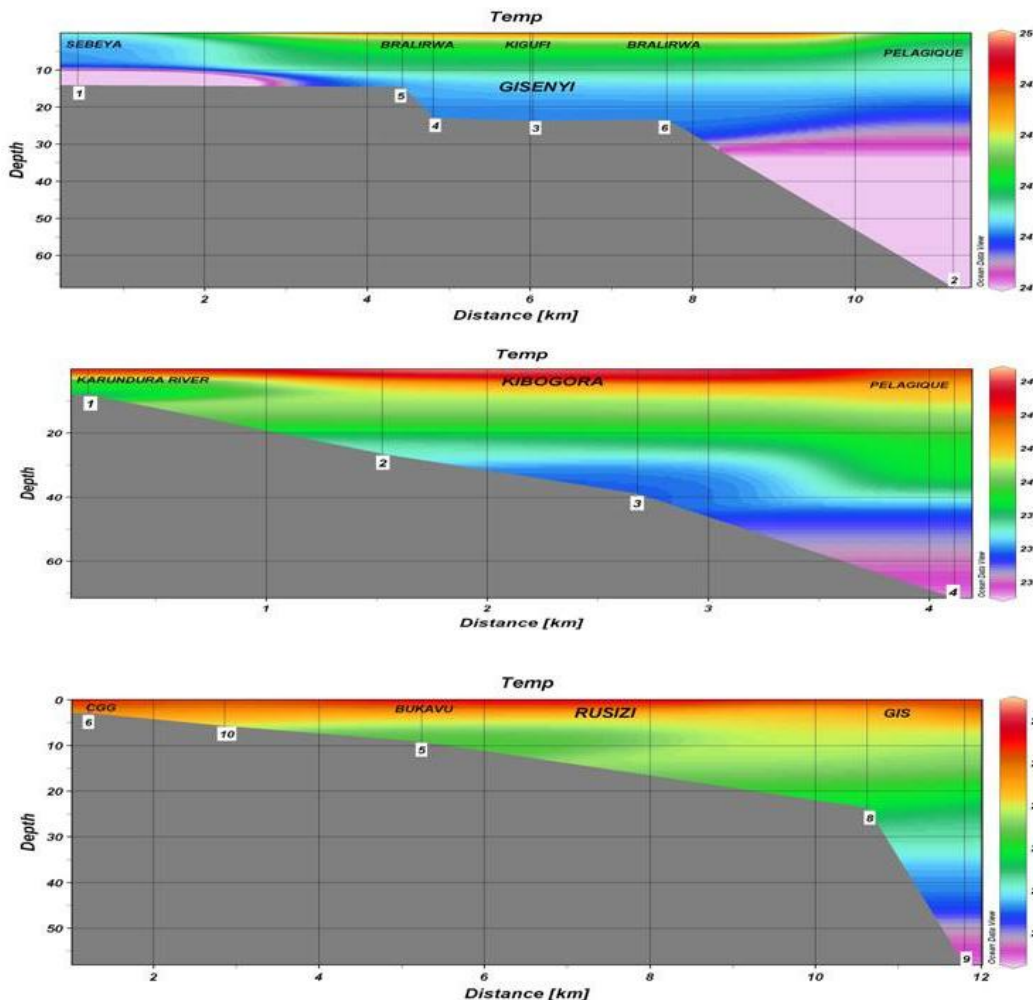 Temp
25
SEBEYA BRALIRWA KIGUFI BRALIRWA PELAGIQUE
24
10
GISENYI
1 5
24
20
4 3 6
24
30
Depth
40
24
50
Ocean Data View
60
2
24
2 4 6 8 10
Distance [km]
Temp
24
KARUNDURA RIVER KIBOGORA PELAGIQUE
24
1
24
20
2
24
Depth
40
3
23
23
60
Ocean Data View
4
23
1 2 3 4
Distance [km]
Temp
0
24
CGG BUKAVU RUSIZI GIS
6
10
10
5
20
8
Depth
30
40
50
Ocean Data View
9
2 4 6 8 10 12
Distance [km]